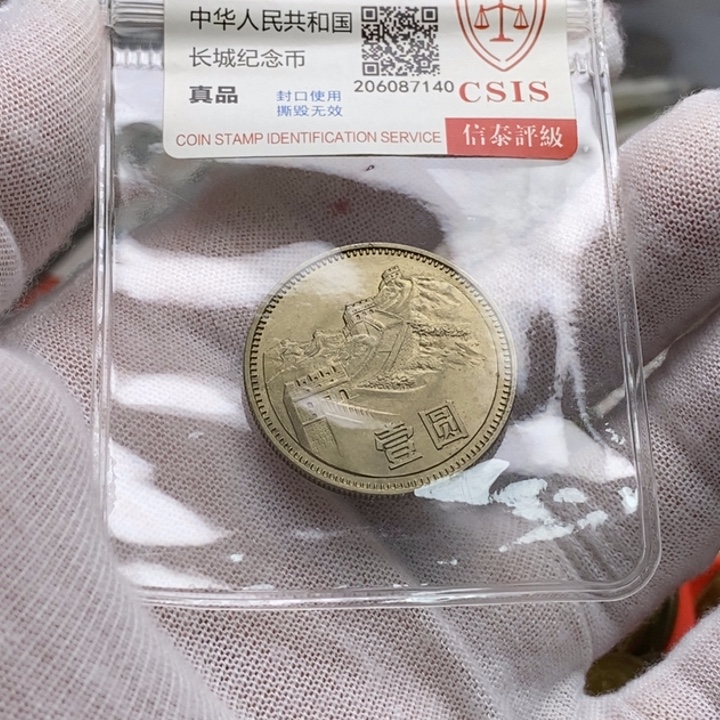 中华人民共和国
长城纪念币
真品
封口使用
撕毁无效
206087140
CSIS
COIN STAMP IDENTIFICATION SERVICE
信泰評級
壹圆